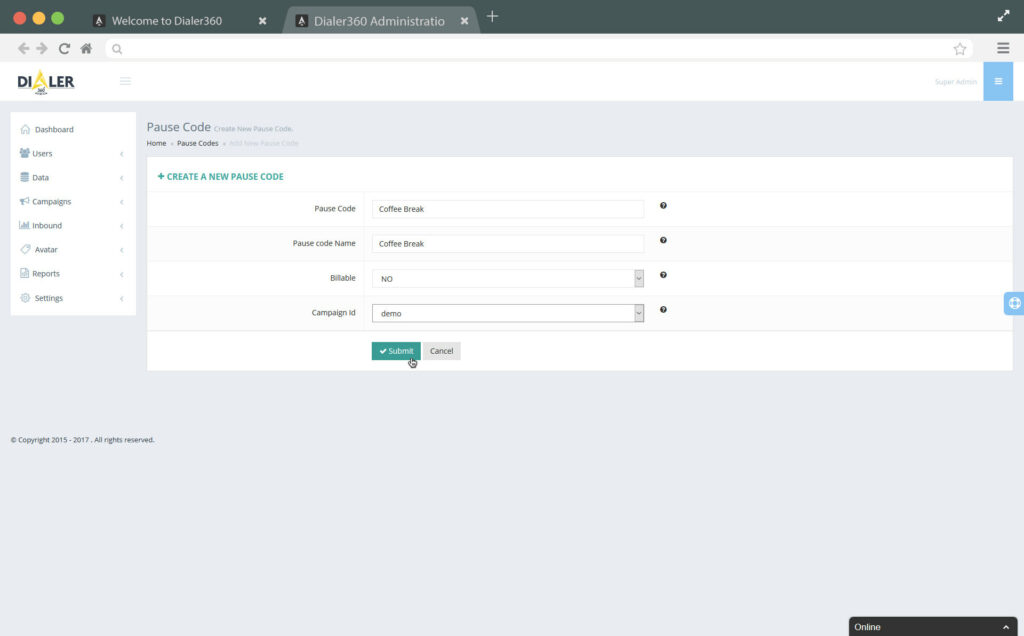 Welcome to Dialer360
Dialer360 Administratio
DIALER
360
Super Admin
Dashboard
Users
Data
Campaigns
Inbound
Avatar
Reports
Settings
Pause Code Create New Pause Code.
Home » Pause Codes » Add New Pause Code
+ CREATE A NEW PAUSE CODE
Pause Code
Coffee Break
Pause code Name
Coffee Break
Billable
NO
Campaign Id
demo
Submit
Cancel
© Copyright 2015 - 2017 . All rights reserved.
Online